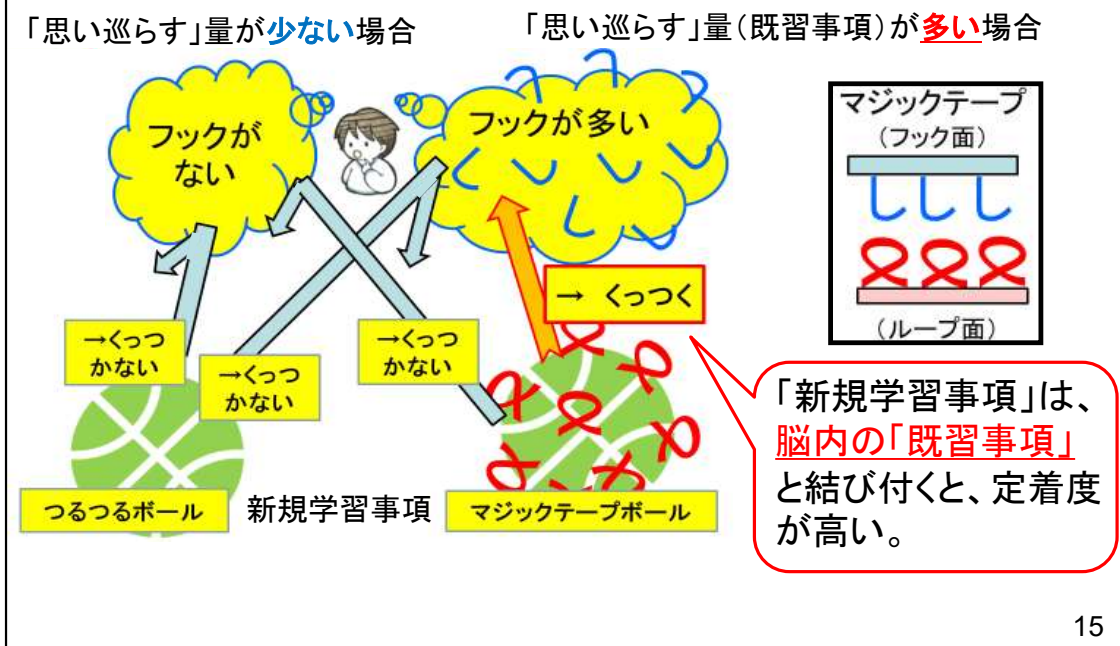 「思い巡らす」量が少ない場合
「思い巡らす」量(既習事項)が多い場合
フックが
ない
フックが多い
マジックテープ
(フック面)
(ループ面)
→ くっつく
→くっつ
かない
→くっつ
かない
→くっつ
かない
「新規学習事項」は、
脳内の「既習事項」
と結び付くと、定着度
が高い。
つるつるボール
新規学習事項
マジックテープボール
15